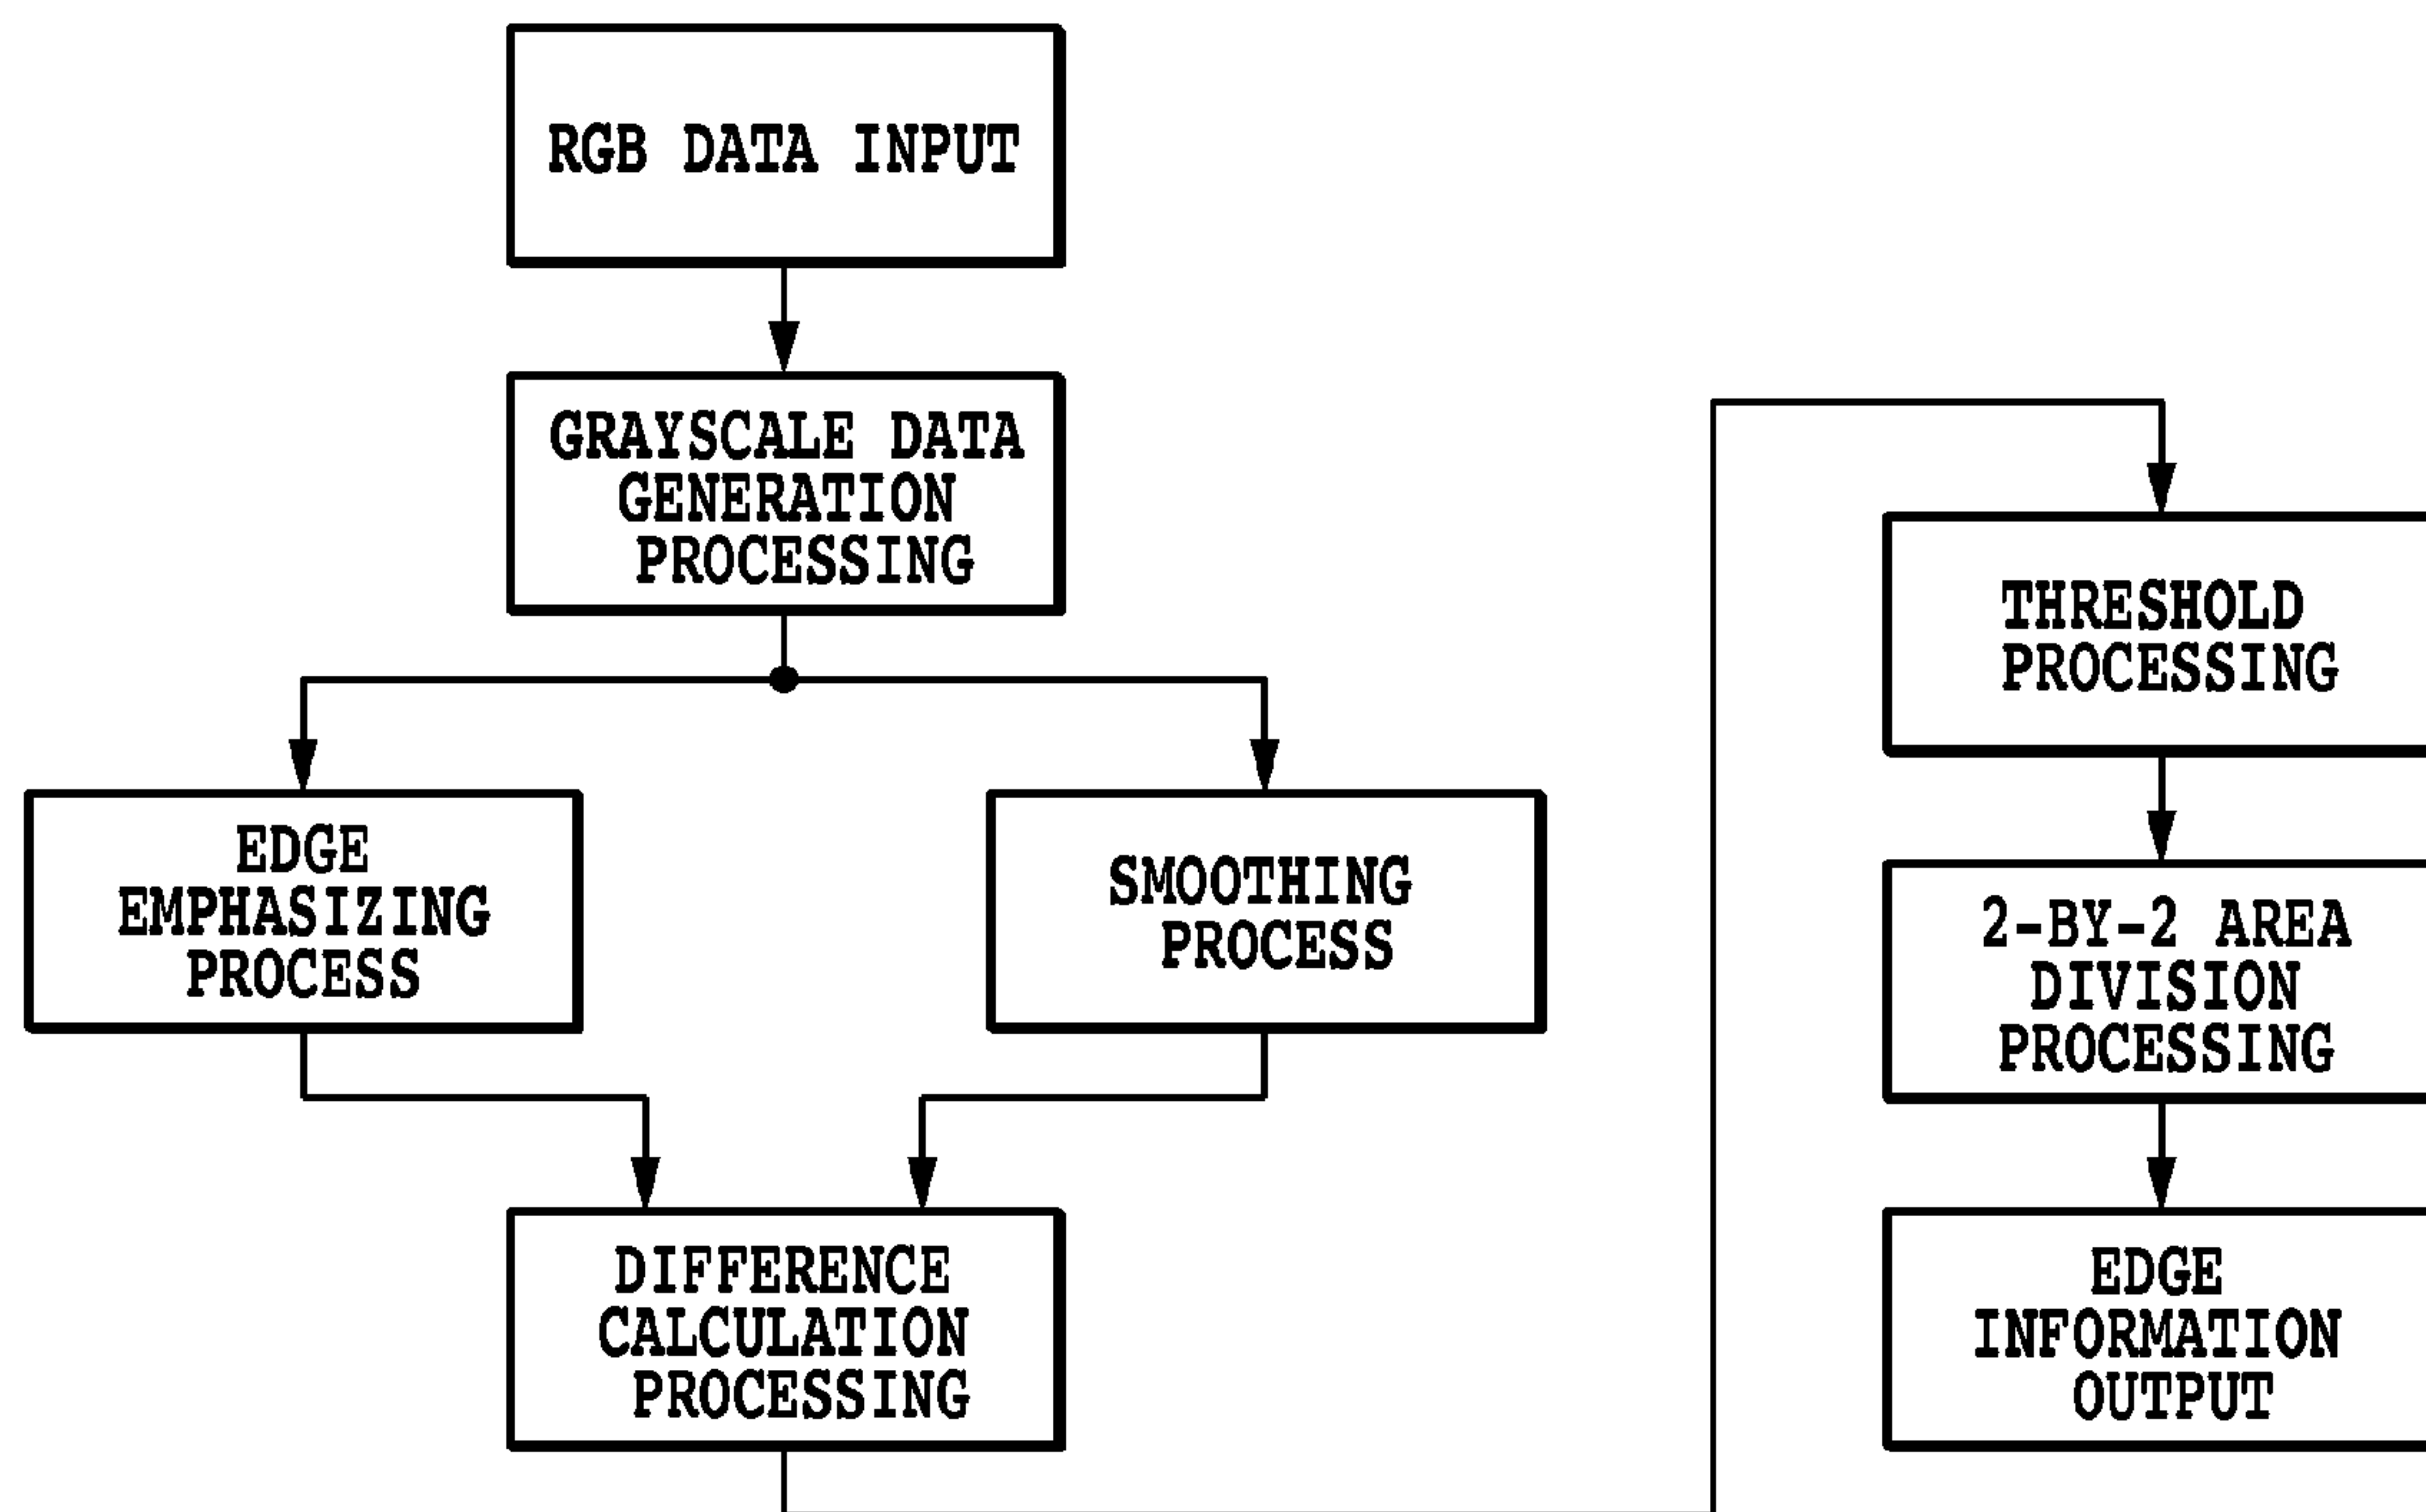 RGB DATA INPUT
GRAYSCALE DATA
GENERATION
PROCESSING
EDGE
EMPHASIZING
PROCESS
SMOOTHING
PROCESS
DIFFERENCE
CALCULATION
PROCESSING
THRESHOLD
PROCESSING
2-BY-2 AREA
DIVISION
PROCESSING
EDGE
INFORMATION
OUTPUT